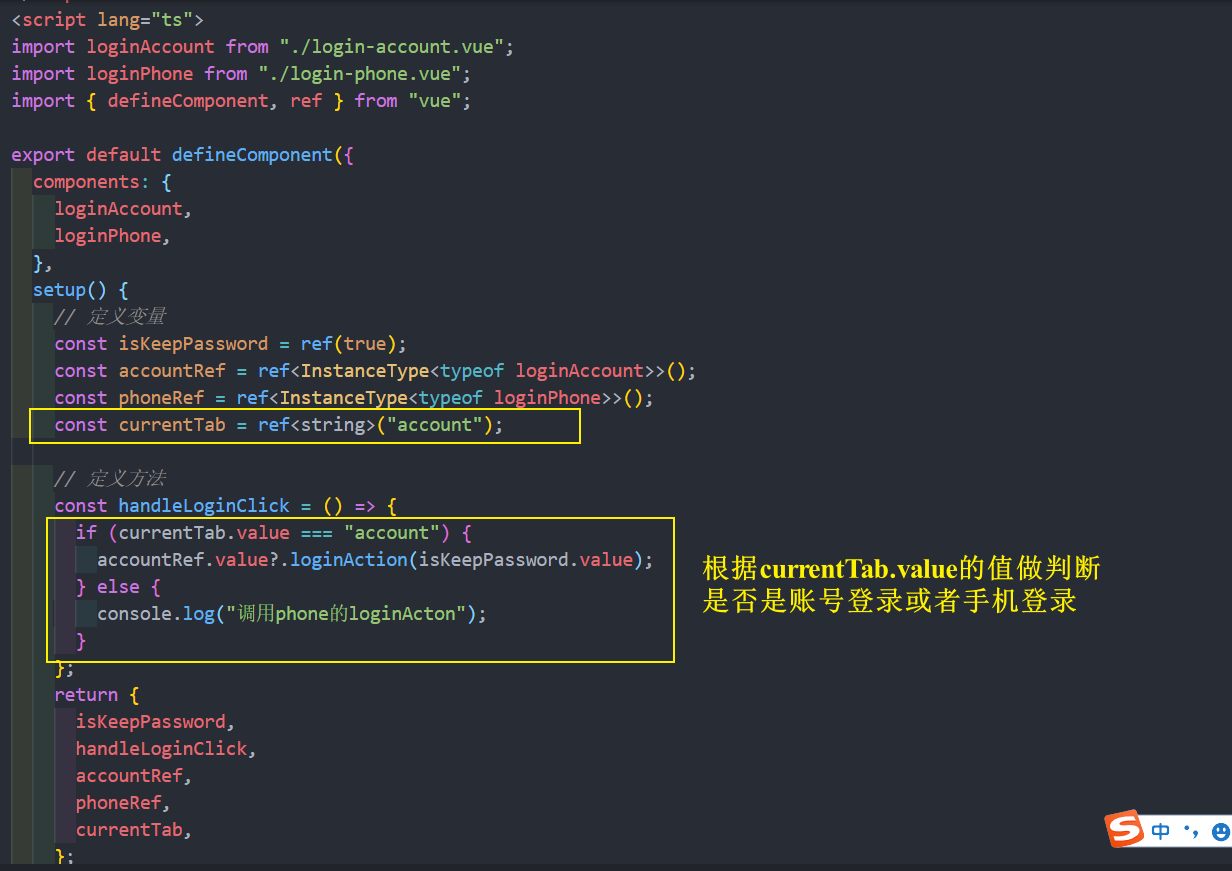 <script lang="ts">
import loginAccount from "./login-account.vue";
import loginPhone from "./login-phone.vue";
import { defineComponent, ref } from "vue";
export default defineComponent({
components: {
loginAccount,
loginPhone,
},
setup() {
// 定义变量
const isKeepPassword = ref(true);
const accountRef = ref<InstanceType<typeof loginAccount>>();
const phoneRef = ref<InstanceType<typeof loginPhone>>();
const currentTab = ref<string>("account");
// 定义方法
const handleLoginClick = () => {
if (currentTab.value === "account") {
accountRef.value?.loginAction(isKeepPassword.value);
} else {
console.log("调用phone的loginActon");
}
};
return {
isKeepPassword,
handleLoginClick,
accountRef,
phoneRef,
currentTab,
};
根据currentTab.value的值做判断
是否是账号登录或者手机登录
S 中 •,